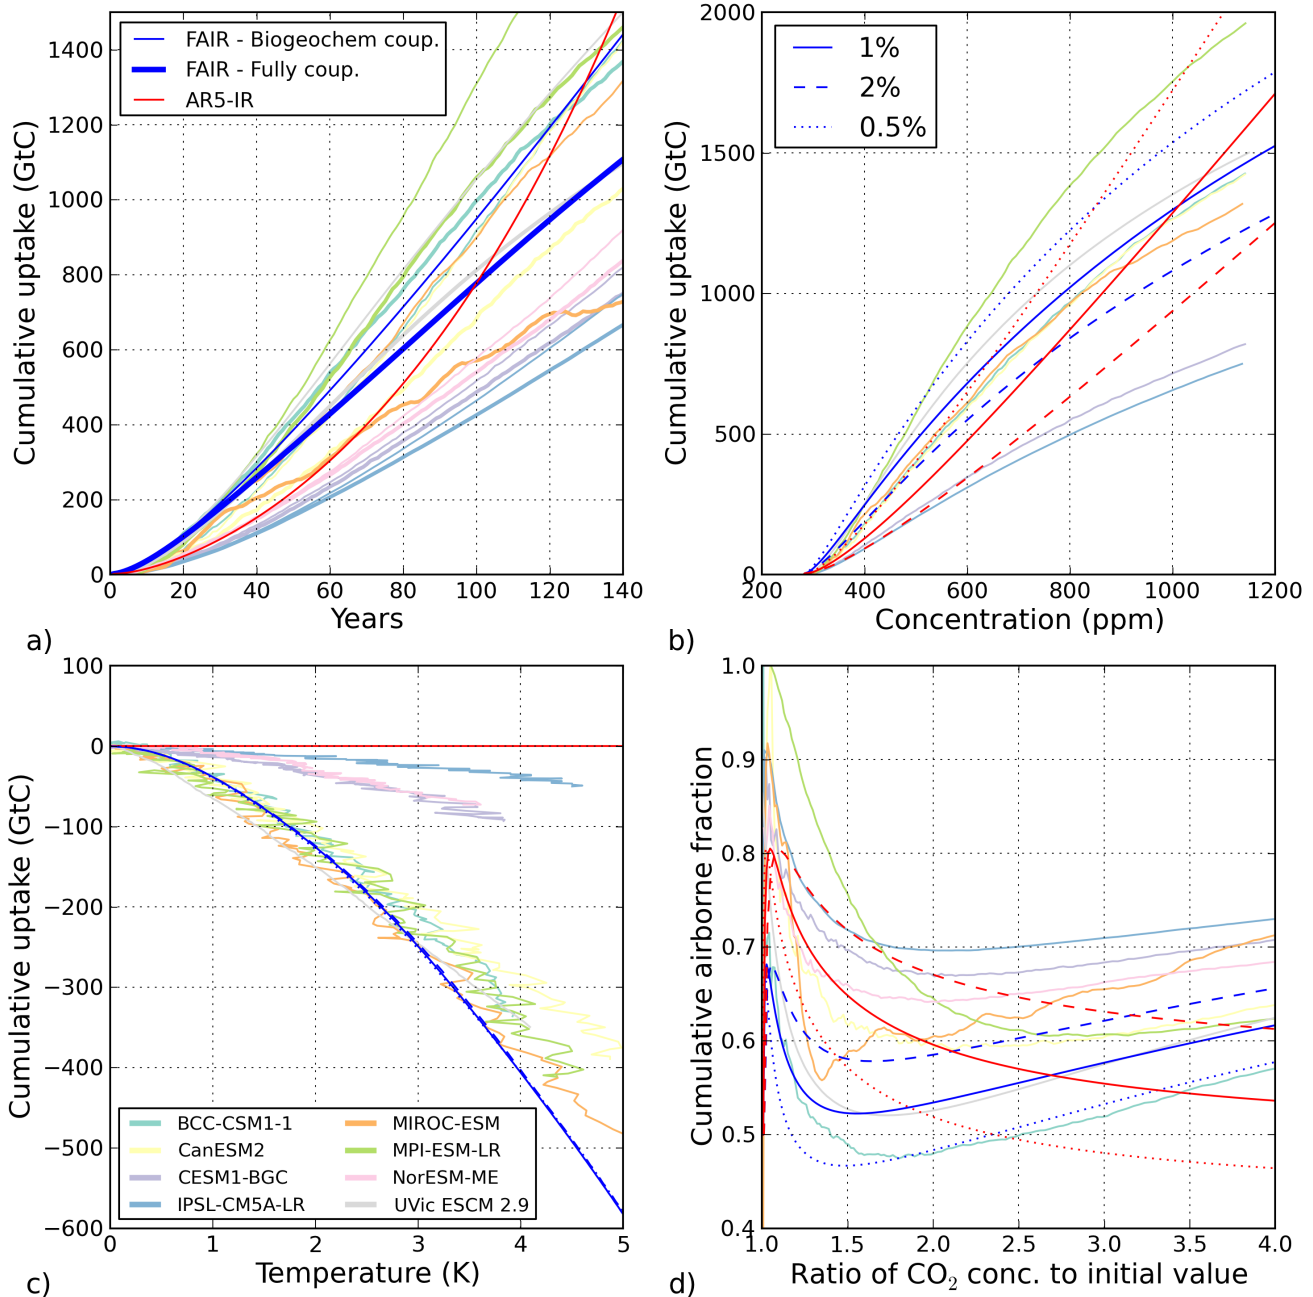 FAIR - Biogeochem coup.
FAIR - Fully coup.
AR5-IR
Cumulative uptake (GtC)
1400
1200
1000
800
600
400
200
0
0 20 40 60 80 100 120 140
Years
a)
1%
2%
0.5%
Cumulative uptake (GtC)
2000
1500
1000
500
0
200 400 600 800 1000 1200
Concentration (ppm)
b)
Cumulative uptake (GtC)
100
0
−100
−200
−300
−400
−500
−600
BCC-CSM1-1 MIROC-ESM
CanESM2 MPI-ESM-LR
CESM1-BGC NorESM-ME
IPSL-CM5A-LR UVic ESCM 2.9
0 1 2 3 4 5
Temperature (K)
c)
Cumulative airborne fraction
1.0
0.9
0.8
0.7
0.6
0.5
0.4
1.0 1.5 2.0 2.5 3.0 3.5 4.0
Ratio of CO₂ conc. to initial value
d)